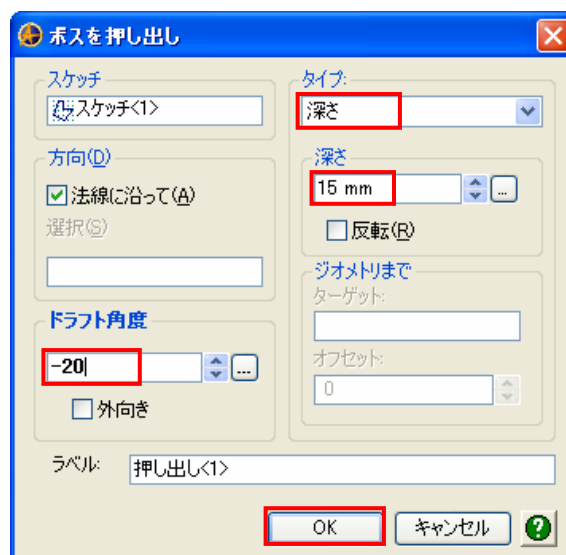 ボスを押し出し
スケッチ
スケッチ<1>
方向(D)
法線に沿って(A)
選択(S)
ドラフト角度
-20
...
外向き
タイプ:
深さ
深さ
15 mm
...
反転(R)
ジオメトリまで
ターゲット:
オフセット:
0
ラベル: 押し出し<1>
OK キャンセル ?